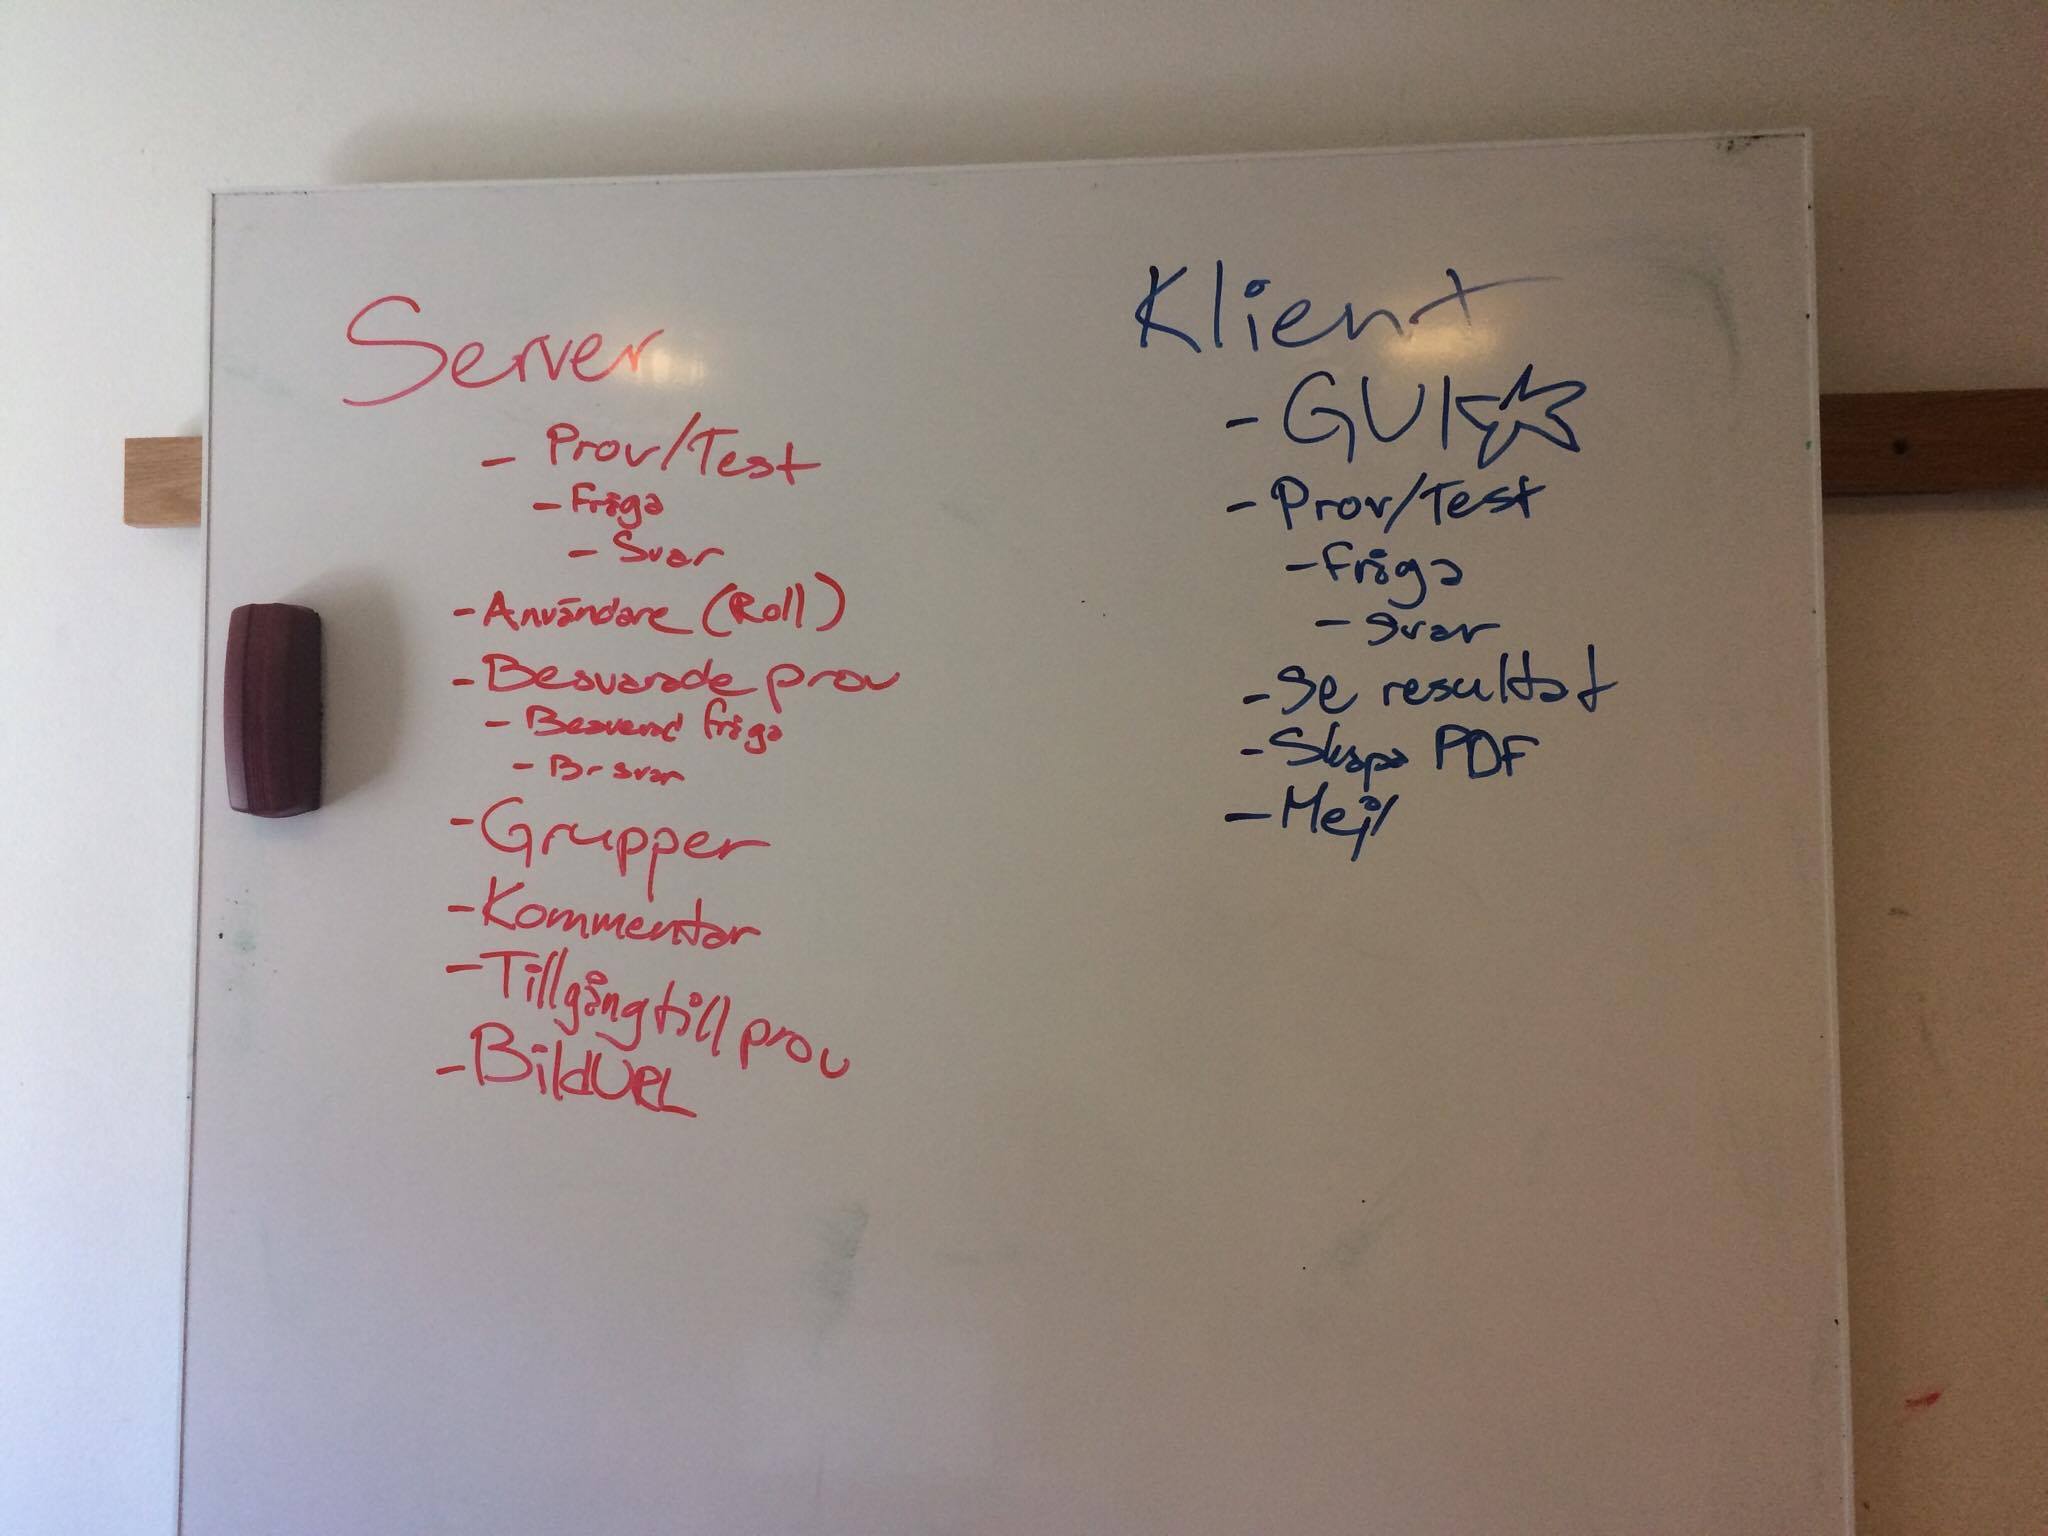 Server
- Prov/Test
- Fråga
- Svar
- Användare (Roll)
- Besvarade prov
- Besvarad fråga
- Br svar
- Grupper
- Kommentar
- Tillgång till prov
- BildURL
Klient
- GUI
- Prov/Test
- Fråga
- Svar
- Se resultat
- Skapa PDF
- Mejl